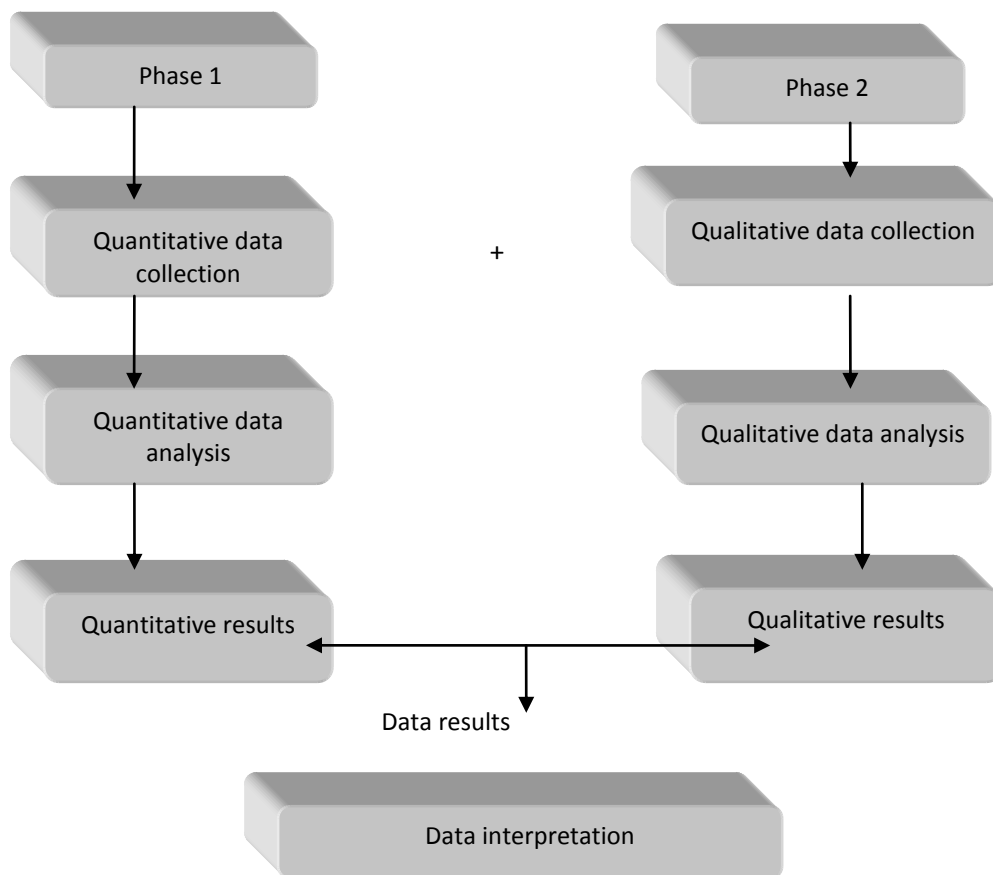 Phase 1
Phase 2
Quantitative data
collection
+
Qualitative data collection
Quantitative data
analysis
Qualitative data analysis
Quantitative results
Qualitative results
Data results
Data interpretation